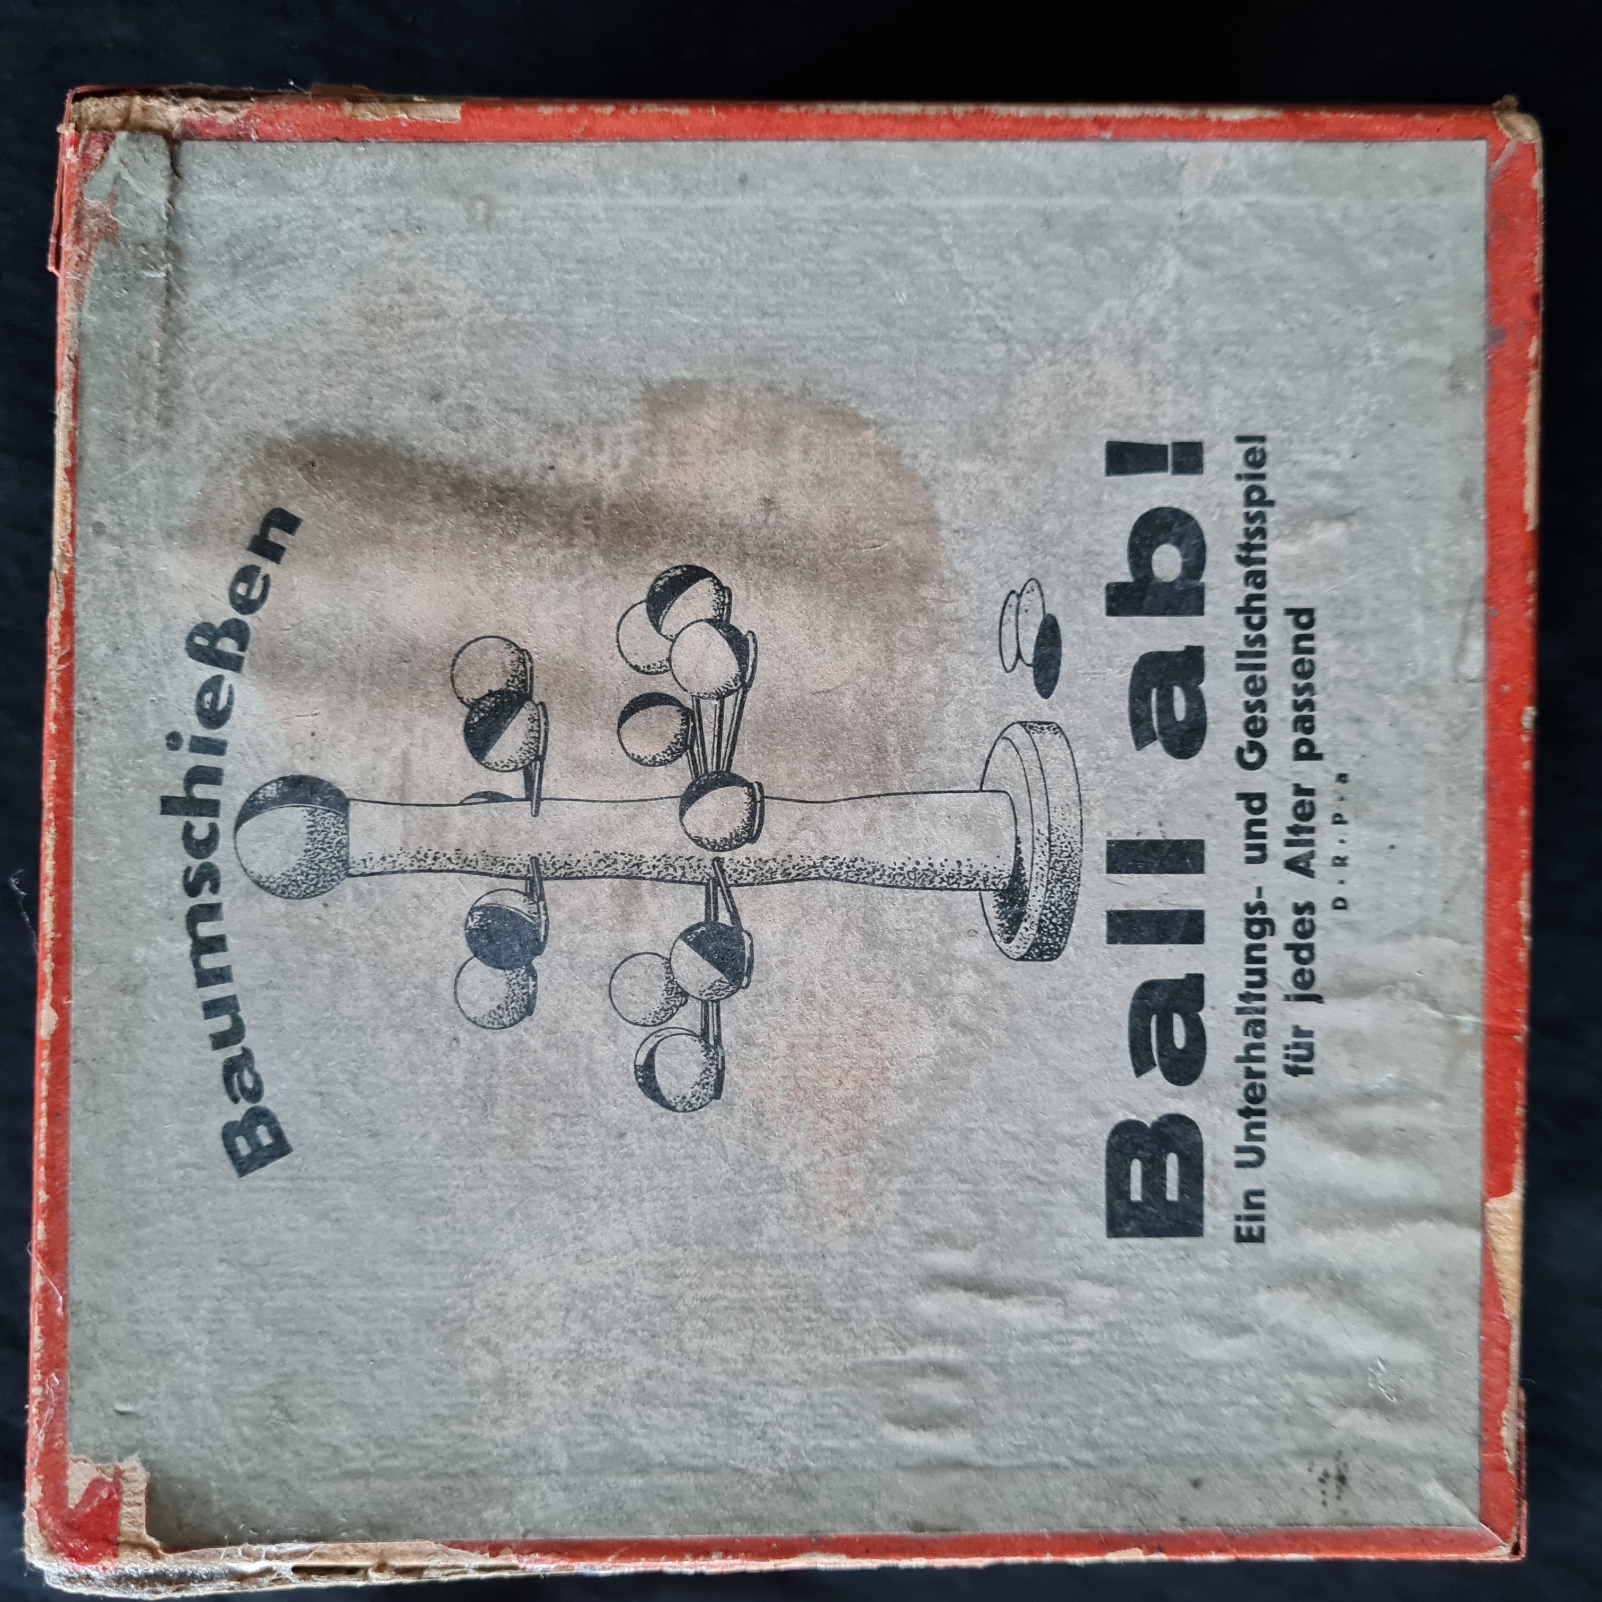 Baumschießen
Ball ab!
Ein Unterhaltungs- und Gesellschaftsspiel
für jedes Alter passend
D·R·P·a